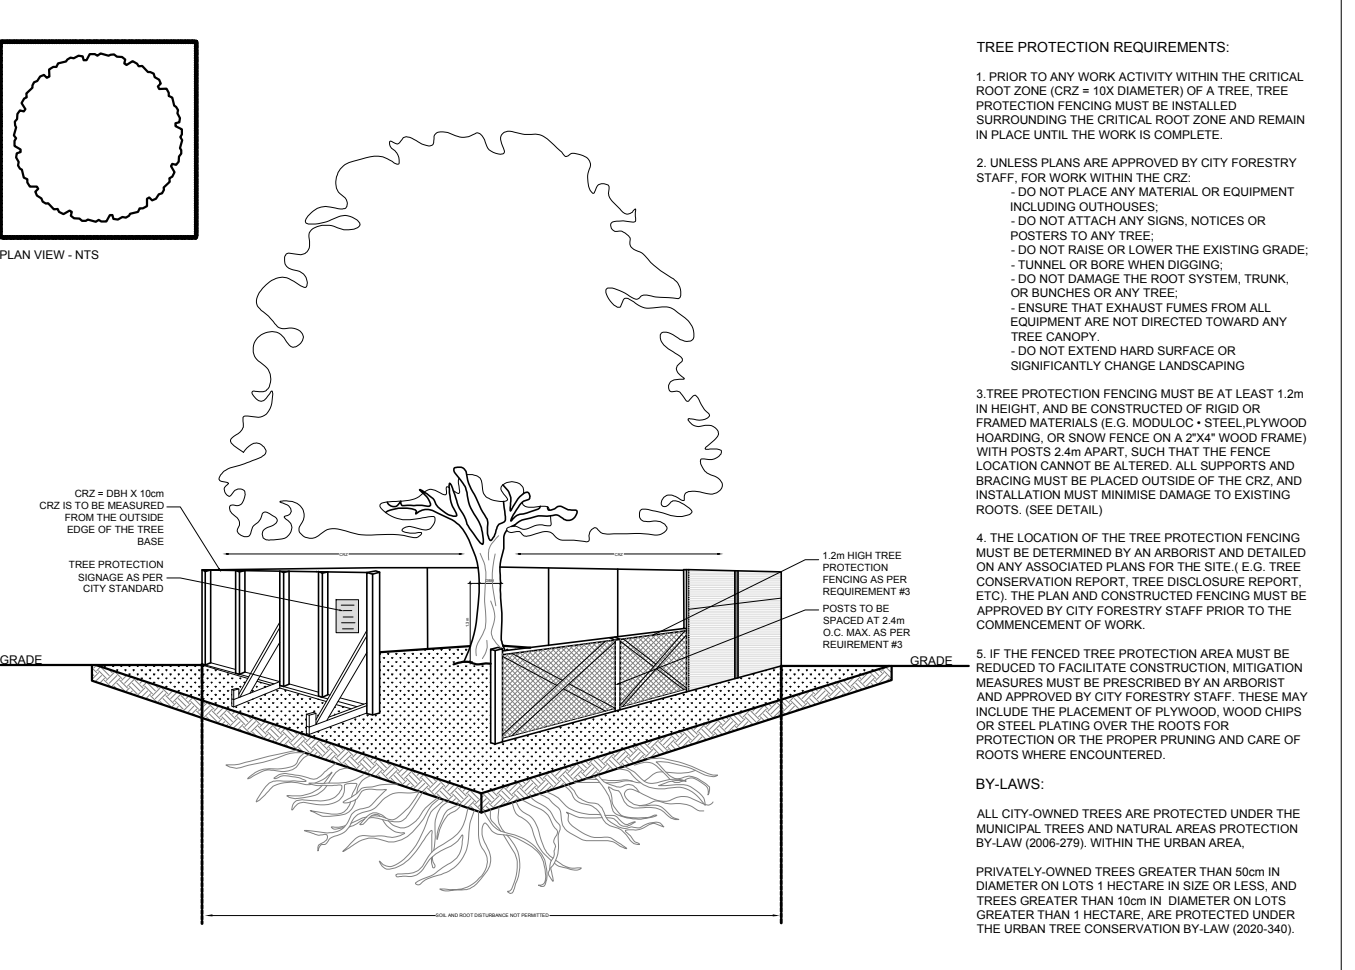 PLAN VIEW - NTS
CRZ = DBH X 10cm
CRZ IS TO BE MEASURED
FROM THE OUTSIDE
EDGE OF THE TREE
BASE
TREE PROTECTION
SIGNAGE AS PER
CITY STANDARD
GRADE
CRZ
CRZ
1.2m HIGH TREE
PROTECTION
FENCING AS PER
REQUIREMENT #3
POSTS TO BE
SPACED AT 2.4m
O.C. MAX. AS PER
REUIREMENT #3
GRADE
SOIL AND ROOT DISTURBANCE NOT PERMITTED
TREE PROTECTION REQUIREMENTS:
1. PRIOR TO ANY WORK ACTIVITY WITHIN THE CRITICAL
ROOT ZONE (CRZ = 10X DIAMETER) OF A TREE, TREE
PROTECTION FENCING MUST BE INSTALLED
SURROUNDING THE CRITICAL ROOT ZONE AND REMAIN
IN PLACE UNTIL THE WORK IS COMPLETE.
2. UNLESS PLANS ARE APPROVED BY CITY FORESTRY
STAFF, FOR WORK WITHIN THE CRZ:
- DO NOT PLACE ANY MATERIAL OR EQUIPMENT
INCLUDING OUTHOUSES;
- DO NOT ATTACH ANY SIGNS, NOTICES OR
POSTERS TO ANY TREE;
- DO NOT RAISE OR LOWER THE EXISTING GRADE;
- TUNNEL OR BORE WHEN DIGGING;
- DO NOT DAMAGE THE ROOT SYSTEM, TRUNK,
OR BUNCHES OR ANY TREE;
- ENSURE THAT EXHAUST FUMES FROM ALL
EQUIPMENT ARE NOT DIRECTED TOWARD ANY
TREE CANOPY.
- DO NOT EXTEND HARD SURFACE OR
SIGNIFICANTLY CHANGE LANDSCAPING
3.TREE PROTECTION FENCING MUST BE AT LEAST 1.2m
IN HEIGHT, AND BE CONSTRUCTED OF RIGID OR
FRAMED MATERIALS (E.G. MODULOC • STEEL,PLYWOOD
HOARDING, OR SNOW FENCE ON A 2"X4" WOOD FRAME)
WITH POSTS 2.4m APART, SUCH THAT THE FENCE
LOCATION CANNOT BE ALTERED. ALL SUPPORTS AND
BRACING MUST BE PLACED OUTSIDE OF THE CRZ, AND
INSTALLATION MUST MINIMISE DAMAGE TO EXISTING
ROOTS. (SEE DETAIL)
4. THE LOCATION OF THE TREE PROTECTION FENCING
MUST BE DETERMINED BY AN ARBORIST AND DETAILED
ON ANY ASSOCIATED PLANS FOR THE SITE.( E.G. TREE
CONSERVATION REPORT, TREE DISCLOSURE REPORT,
ETC). THE PLAN AND CONSTRUCTED FENCING MUST BE
APPROVED BY CITY FORESTRY STAFF PRIOR TO THE
COMMENCEMENT OF WORK.
5. IF THE FENCED TREE PROTECTION AREA MUST BE
REDUCED TO FACILITATE CONSTRUCTION, MITIGATION
MEASURES MUST BE PRESCRIBED BY AN ARBORIST
AND APPROVED BY CITY FORESTRY STAFF. THESE MAY
INCLUDE THE PLACEMENT OF PLYWOOD, WOOD CHIPS
OR STEEL PLATING OVER THE ROOTS FOR
PROTECTION OR THE PROPER PRUNING AND CARE OF
ROOTS WHERE ENCOUNTERED.
BY-LAWS:
ALL CITY-OWNED TREES ARE PROTECTED UNDER THE
MUNICIPAL TREES AND NATURAL AREAS PROTECTION
BY-LAW (2006-279). WITHIN THE URBAN AREA,
PRIVATELY-OWNED TREES GREATER THAN 50cm IN
DIAMETER ON LOTS 1 HECTARE IN SIZE OR LESS, AND
TREES GREATER THAN 10cm IN  DIAMETER ON LOTS
GREATER THAN 1 HECTARE, ARE PROTECTED UNDER
THE URBAN TREE CONSERVATION BY-LAW (2020-340).